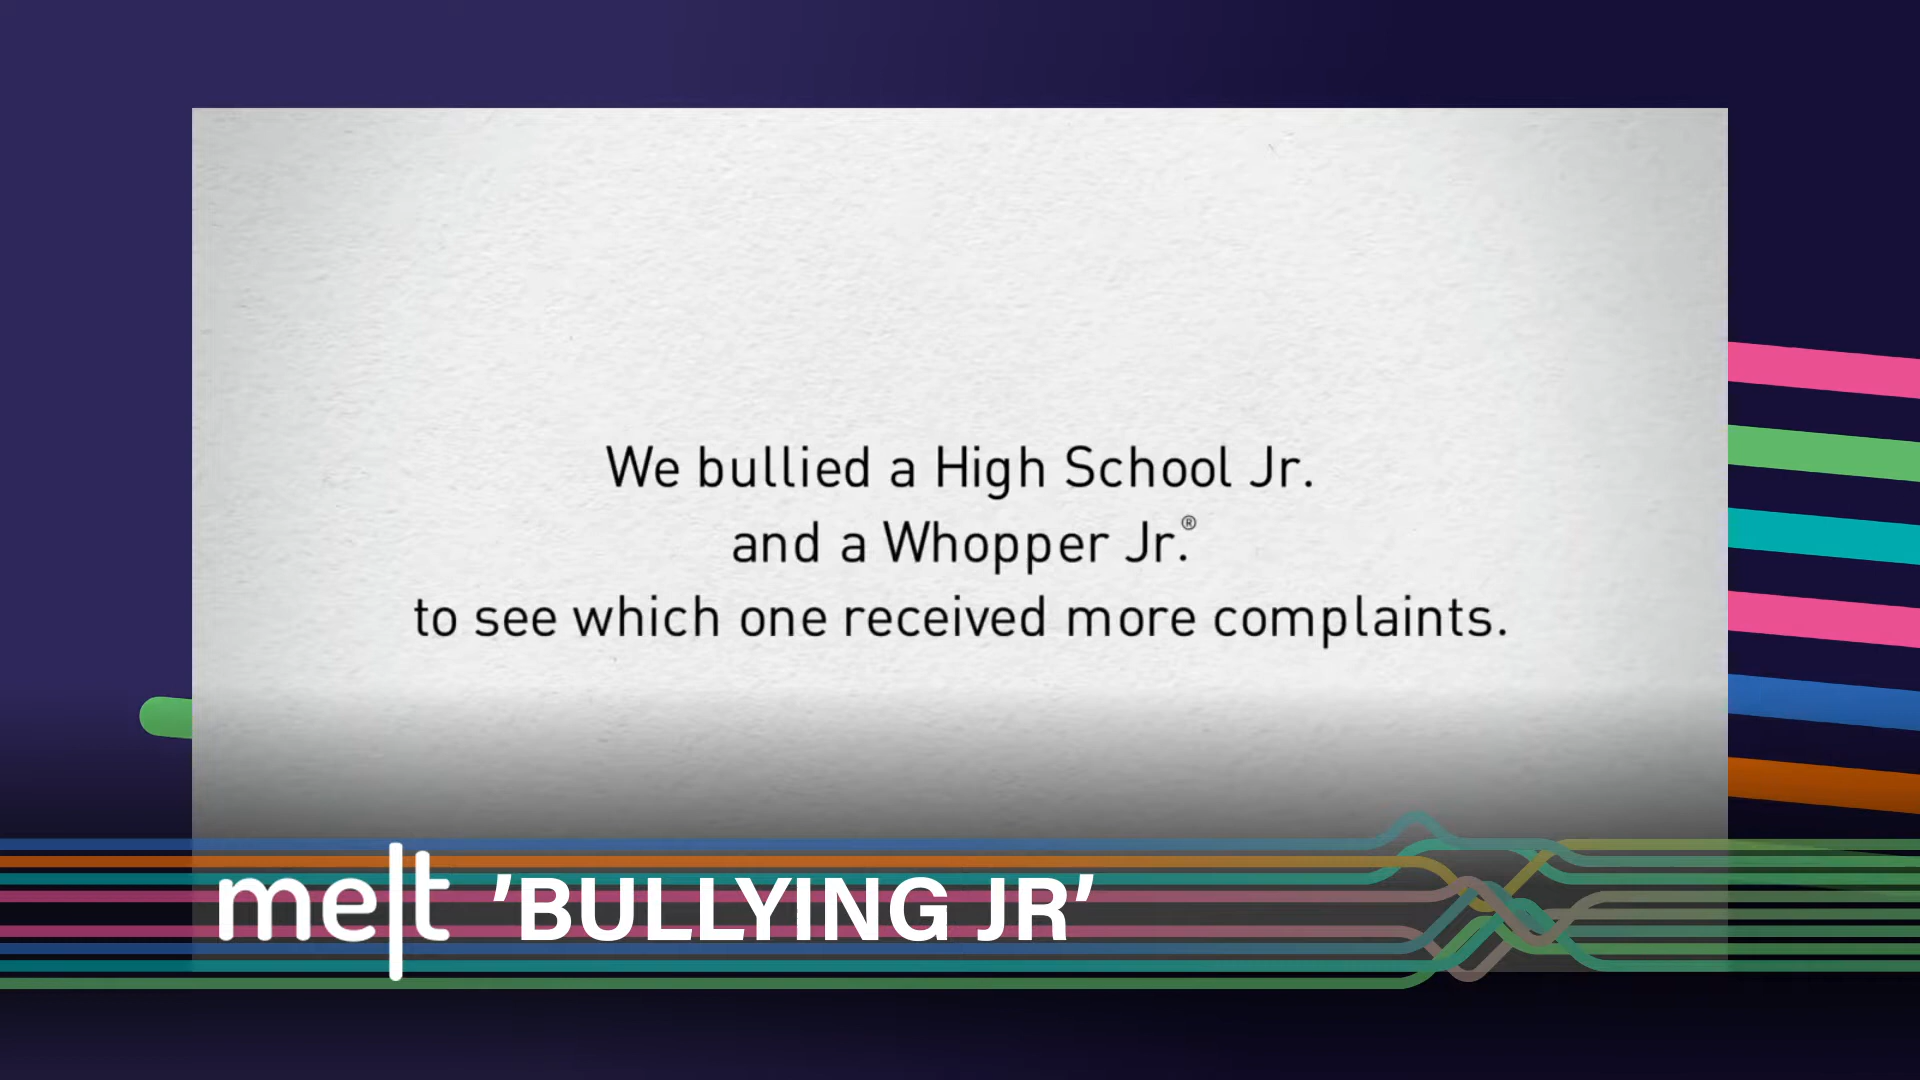 We bullied a High School Jr.
and a Whopper Jr.®
to see which one received more complaints.
melt 'BULLYING JR'